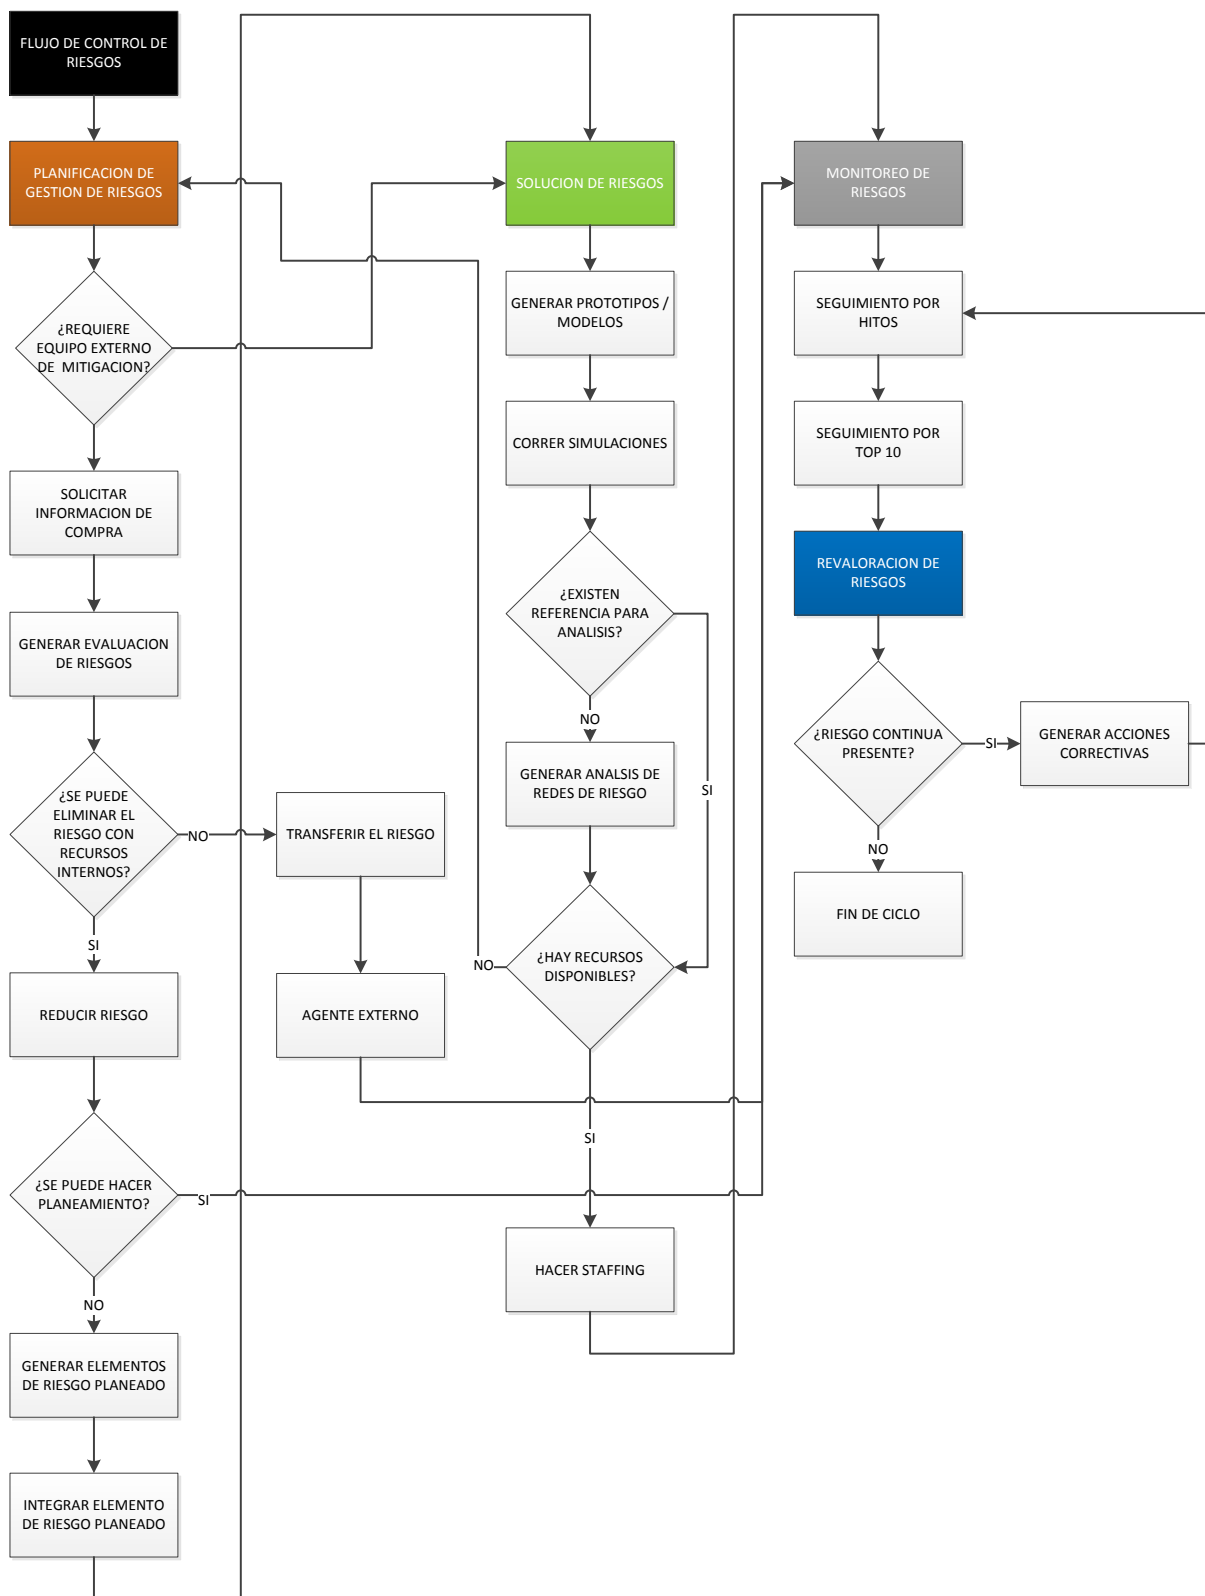 FLUJO DE CONTROL DE
RIESGOS
PLANIFICACION DE
GESTION DE RIESGOS
¿REQUIERE
EQUIPO EXTERNO
DE MITIGACION?
SOLICITAR
INFORMACION DE
COMPRA
GENERAR EVALUACION
DE RIESGOS
¿SE PUEDE
ELIMINAR EL
RIESGO CON
RECURSOS
INTERNOS?
NO
SI
TRANSFERIR EL RIESGO
AGENTE EXTERNO
REDUCIR RIESGO
¿SE PUEDE HACER
PLANEAMIENTO?
SI
NO
GENERAR ELEMENTOS
DE RIESGO PLANEADO
INTEGRAR ELEMENTO
DE RIESGO PLANEADO
SOLUCION DE RIESGOS
GENERAR PROTOTIPOS /
MODELOS
CORRER SIMULACIONES
¿EXISTEN
REFERENCIA PARA
ANALISIS?
NO
SI
GENERAR ANALSIS DE
REDES DE RIESGO
¿HAY RECURSOS
DISPONIBLES?
NO
SI
HACER STAFFING
MONITOREO DE
RIESGOS
SEGUIMIENTO POR
HITOS
SEGUIMIENTO POR
TOP 10
REVALORACION DE
RIESGOS
¿RIESGO CONTINUA
PRESENTE?
SI
GENERAR ACCIONES
CORRECTIVAS
NO
FIN DE CICLO